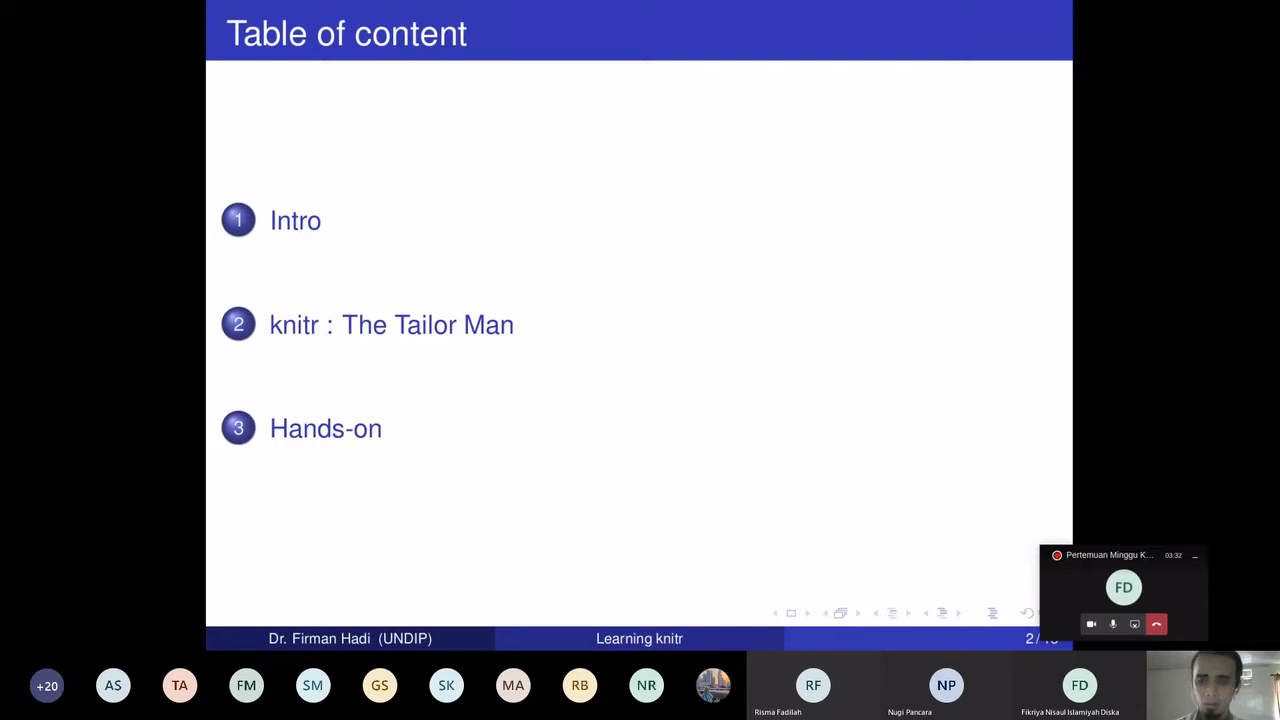 Table of content
1 Intro
2 knitr : The Tailor Man
3 Hands-on
Pertemuan Minggu K... 03:32
FD
Dr. Firman Hadi (UNDIP) Learning knitr 2 /
+20 AS TA FM SM GS SK MA RB NR RF NP FD
Risma Fadilah Nugi Pancara Fikriya Nisaul Islamiyah Diska